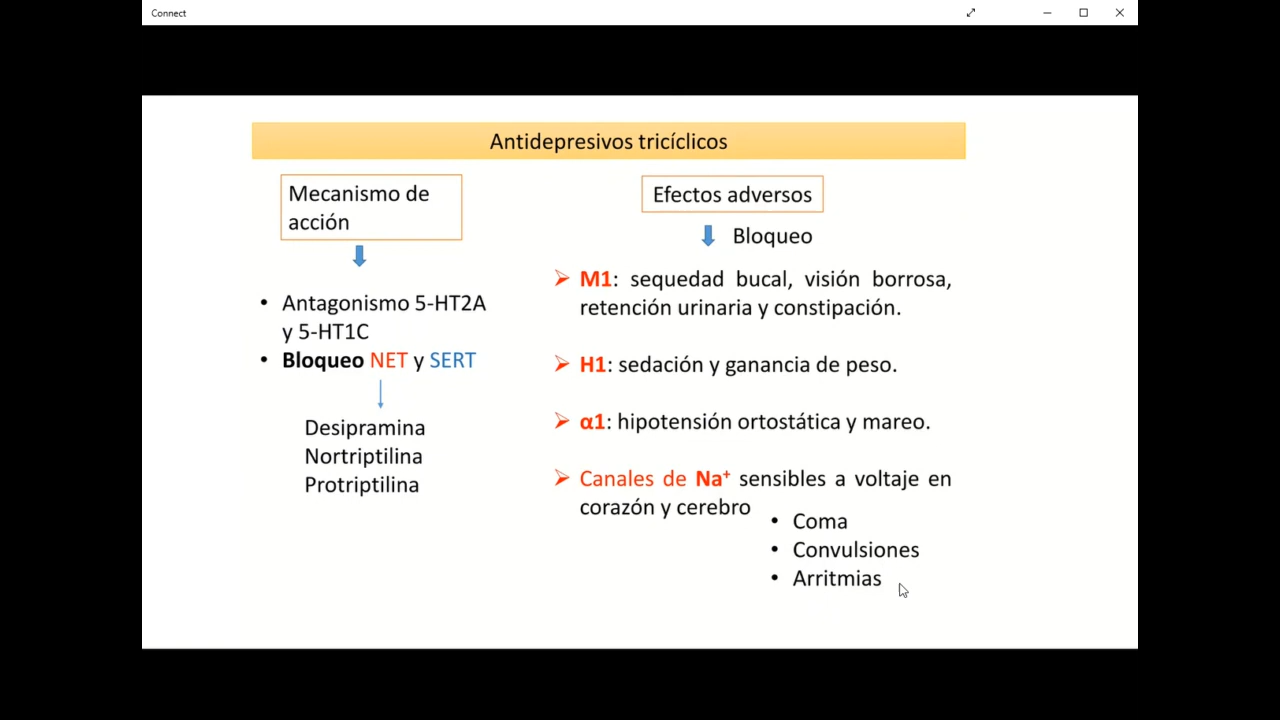 Connect
Antidepresivos tricíclicos
Mecanismo de
acción
• Antagonismo 5-HT2A
y 5-HT1C
• Bloqueo NET y SERT
Desipramina
Nortriptilina
Protriptilina
Efectos adversos
Bloqueo
➢ M1: sequedad bucal, visión borrosa,
retención urinaria y constipación.
➢ H1: sedación y ganancia de peso.
➢ α1: hipotensión ortostática y mareo.
➢ Canales de Na⁺ sensibles a voltaje en
corazón y cerebro
• Coma
• Convulsiones
• Arritmias